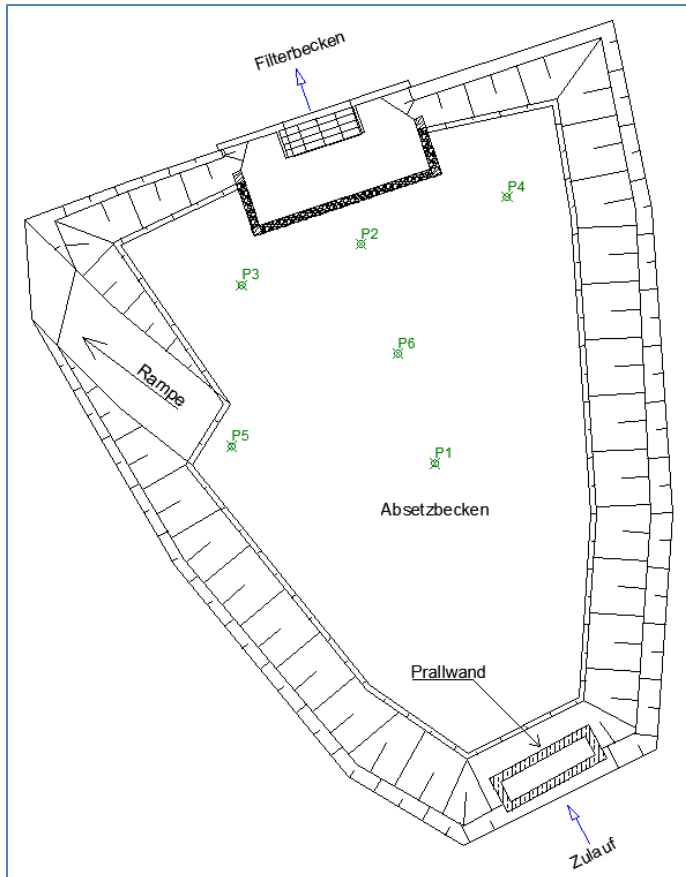 Filterbecken
P4
P2
P3
P6
Rampe
P5
P1
Absetzbecken
Prallwand
Zulauf